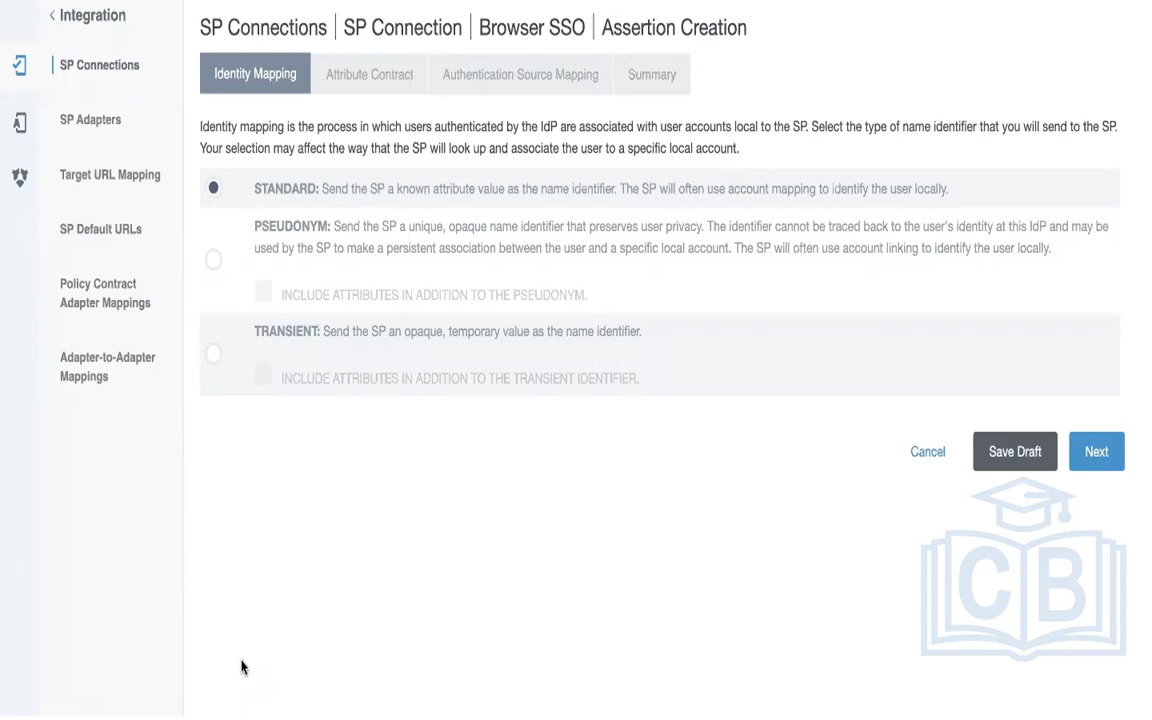 Integration
SP Connections
SP Adapters
Target URL Mapping
SP Default URLs
Policy Contract
Adapter Mappings
Adapter-to-Adapter
Mappings
SP Connections | SP Connection | Browser SSO | Assertion Creation
Identity Mapping
Attribute Contract
Authentication Source Mapping
Summary
Identity mapping is the process in which users authenticated by the IdP are associated with user accounts local to the SP. Select the type of name identifier that you will send to the SP.
Your selection may affect the way that the SP will look up and associate the user to a specific local account.
STANDARD: Send the SP a known attribute value as the name identifier. The SP will often use account mapping to identify the user locally.
PSEUDONYM: Send the SP a unique, opaque name identifier that preserves user privacy. The identifier cannot be traced back to the user's identity at this IdP and may be
used by the SP to make a persistent association between the user and a specific local account. The SP will often use account linking to identify the user locally.
INCLUDE ATTRIBUTES IN ADDITION TO THE PSEUDONYM.
TRANSIENT: Send the SP an opaque, temporary value as the name identifier.
INCLUDE ATTRIBUTES IN ADDITION TO THE TRANSIENT IDENTIFIER.
Cancel
Save Draft
Next
CB